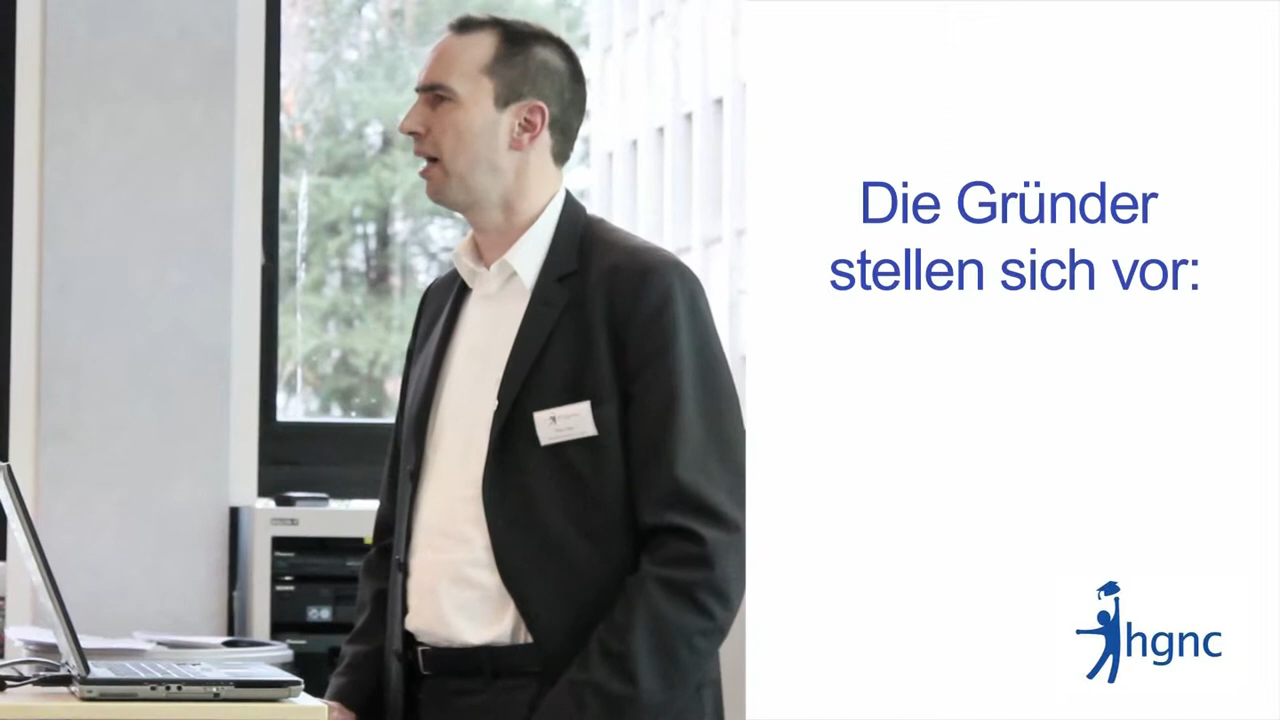 Die Gründer
stellen sich vor:
hgnc